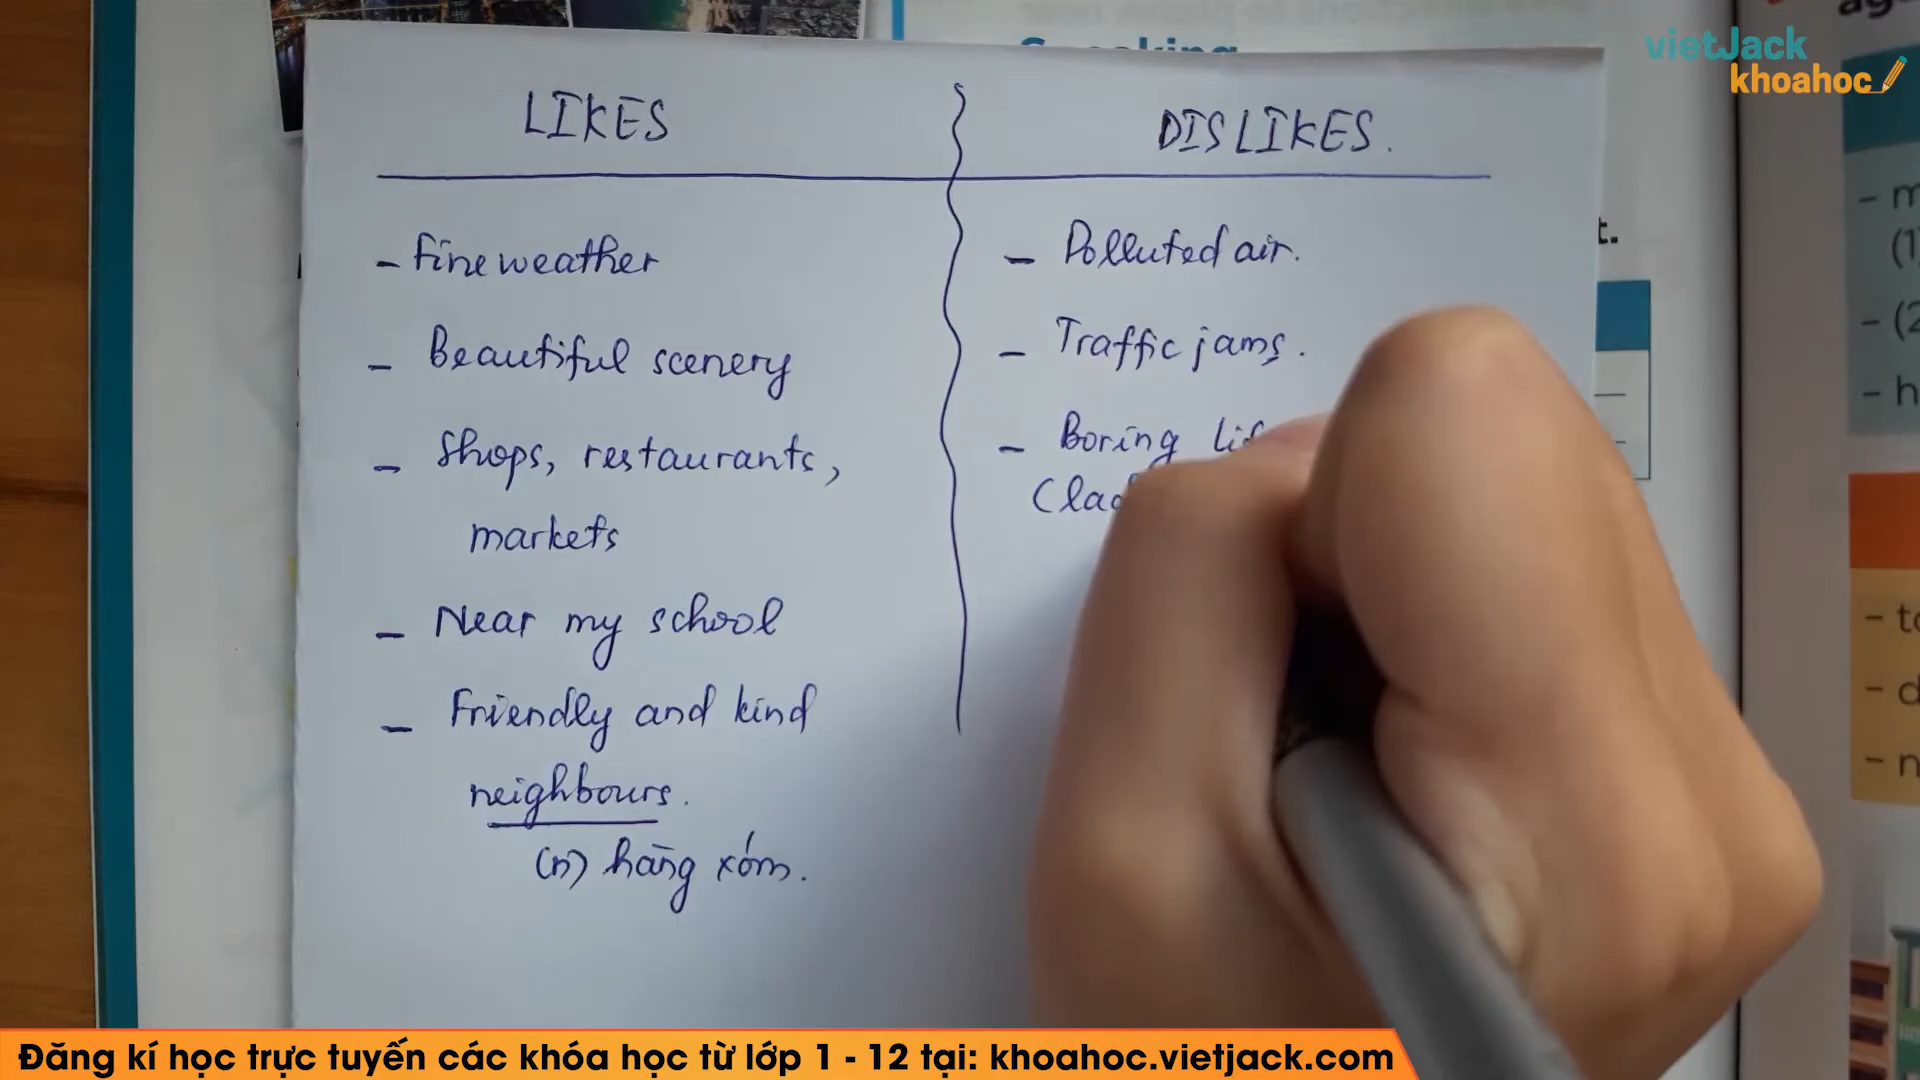 vietJack
khoahoc
Speaking
LIKES
DISLIKES.
- fine weather
- Beautiful scenery
- Shops, restaurants,
markets
- Near my school
- Friendly and kind
neighbours.
(n) hàng xóm.
- Polluted air.
- Traffic jams.
- Boring
Đăng kí học trực tuyến các khóa học từ lớp 1 - 12 tại: khoahoc.vietjack.com